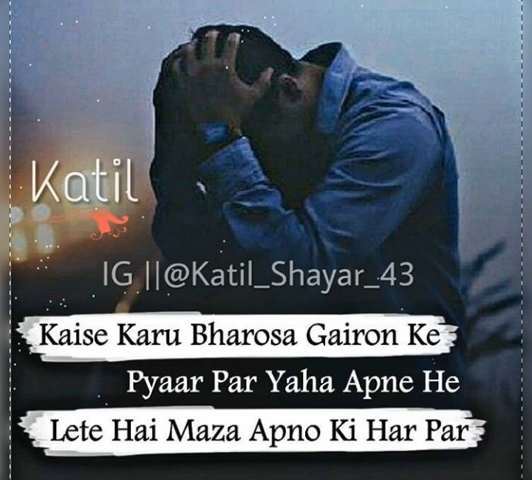 Katil
IG ||@Katil_Shayar_43
Kaise Karu Bharosa Gairon Ke
Pyaar Par Yaha Apne He
Lete Hai Maza Apno Ki Har Par